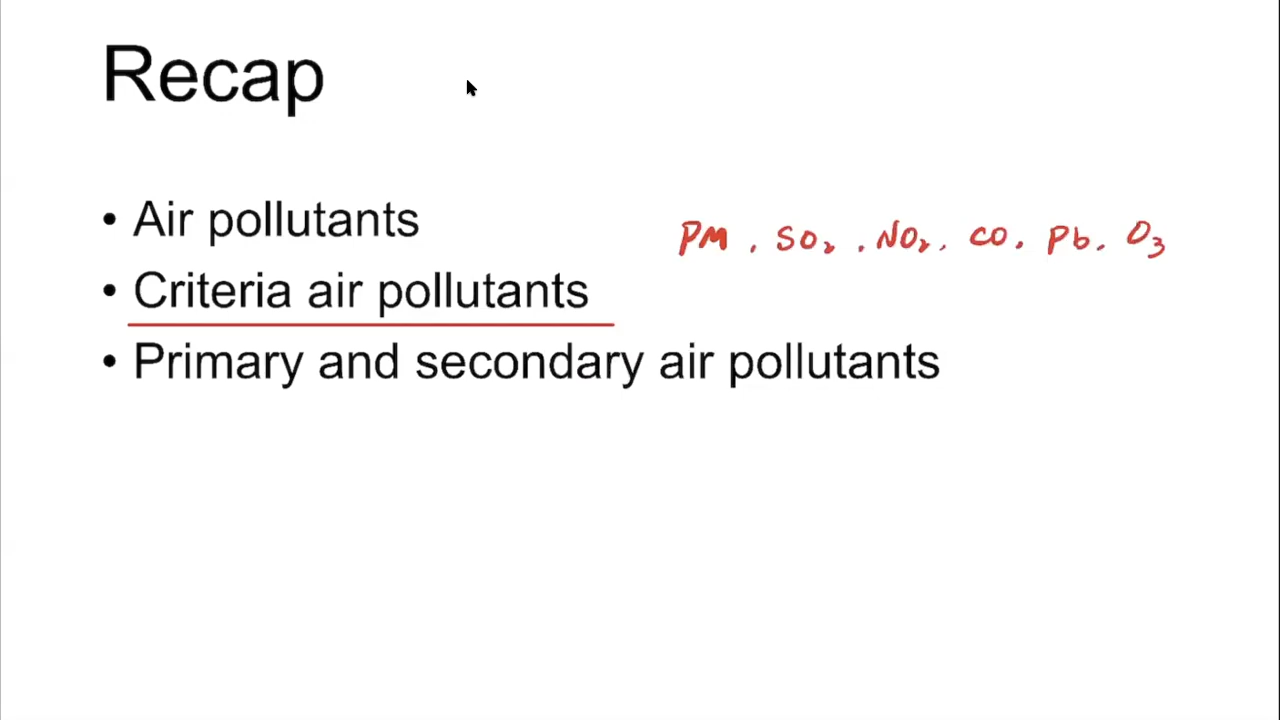 Recap
• Air pollutants
PM . SO₂ . NO₂ . CO . Pb . O₃
• Criteria air pollutants
• Primary and secondary air pollutants